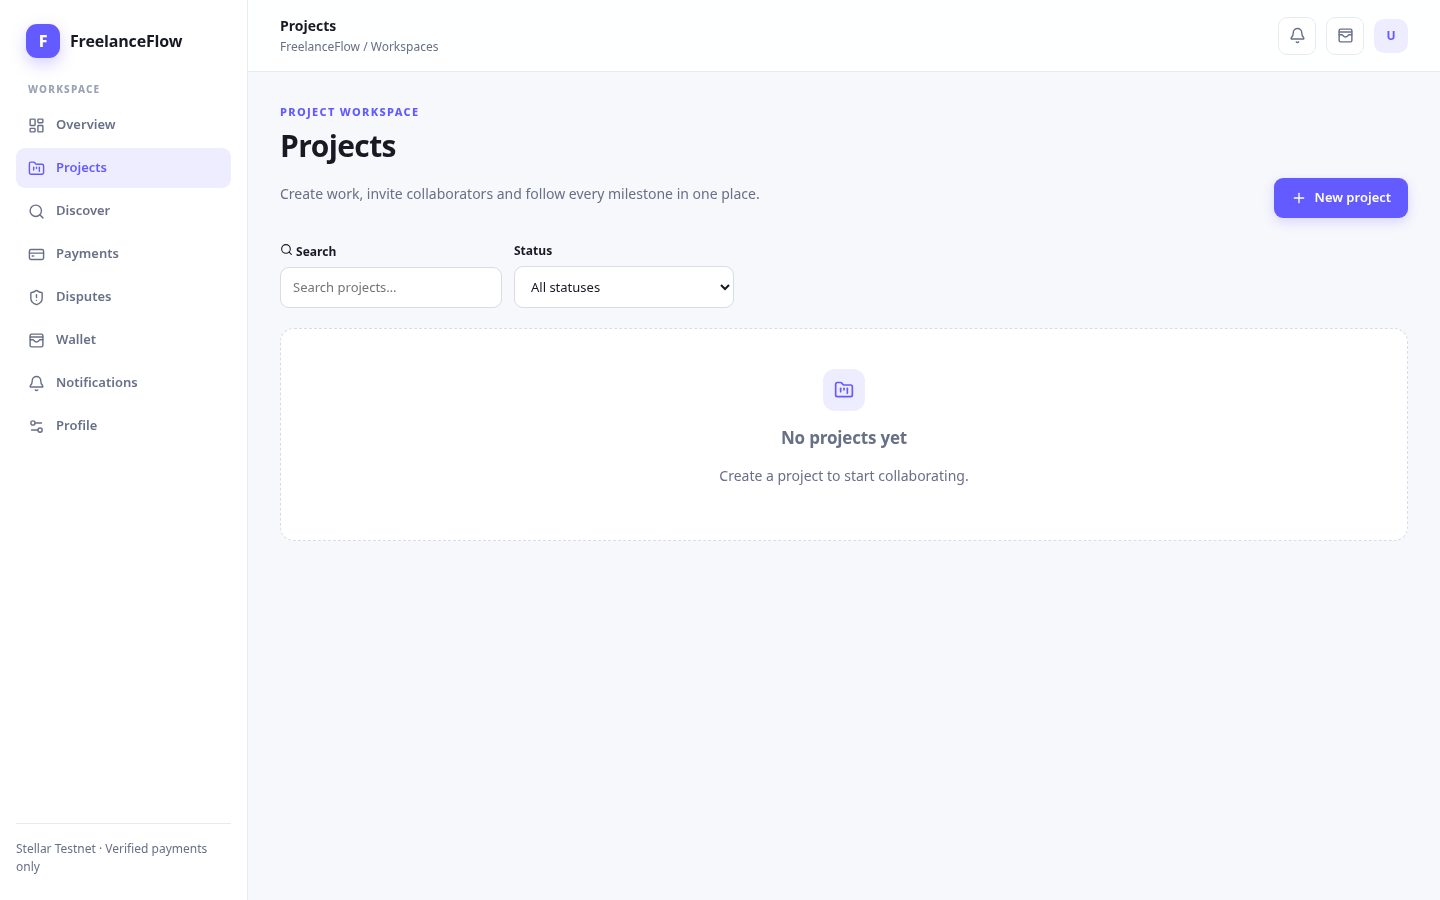 F FreelanceFlow
WORKSPACE
Overview
Projects
Discover
Payments
Disputes
Wallet
Notifications
Profile
Stellar Testnet · Verified payments
only
Projects
FreelanceFlow / Workspaces
U
PROJECT WORKSPACE
Projects
Create work, invite collaborators and follow every milestone in one place.
New project
Search
Status
Search projects...
All statuses
No projects yet
Create a project to start collaborating.